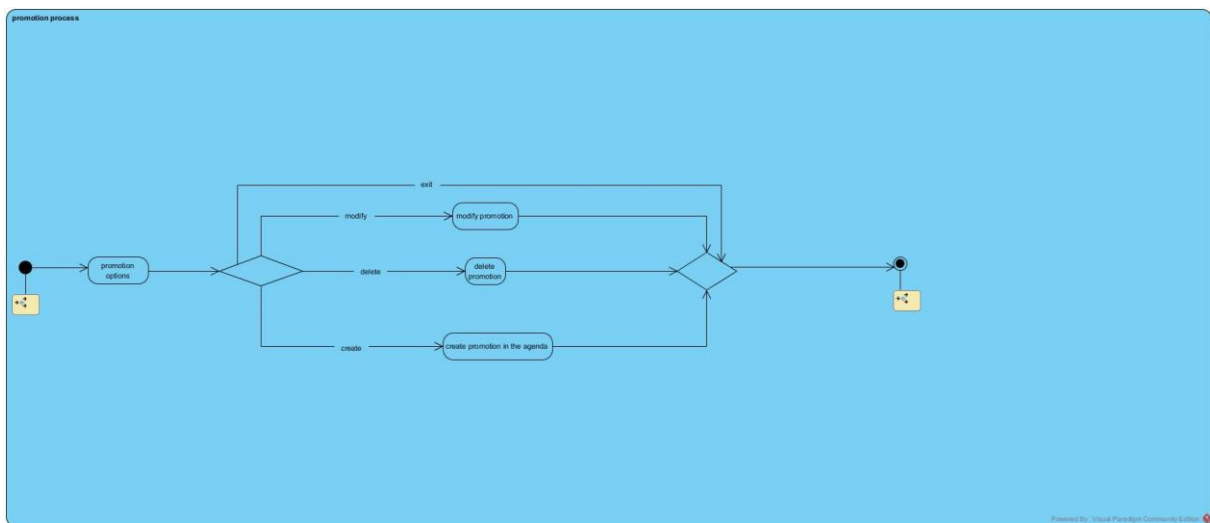 promotion process
exit
modify
modify promotion
promotion
options
delete
delete
promotion
create
create promotion in the agenda
Powered By Visual Paradigm Community Edition